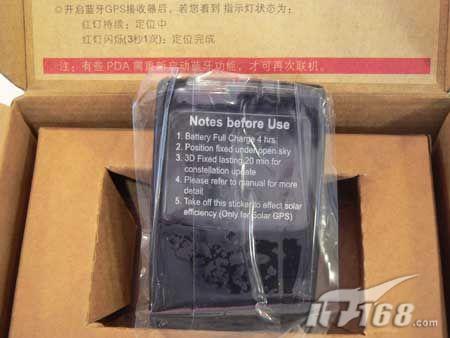 ○开启蓝牙GPS接收器后，若您看到 指示灯状态为：
红灯持续：定位中
红灯闪烁(3秒1次)：定位完成
注：有些 PDA 需重新启动蓝牙功能，才可再次联机.
Notes before Use
1. Battery Full Charge 4 hrs
2. Position fixed under open sky
3. 3D Fixed lasting 20 min for
constellation update
4. Please refer to manual for more
detail
5. Take off this sticker to effect solar
efficiency (Only for Solar GPS)
IT168.com